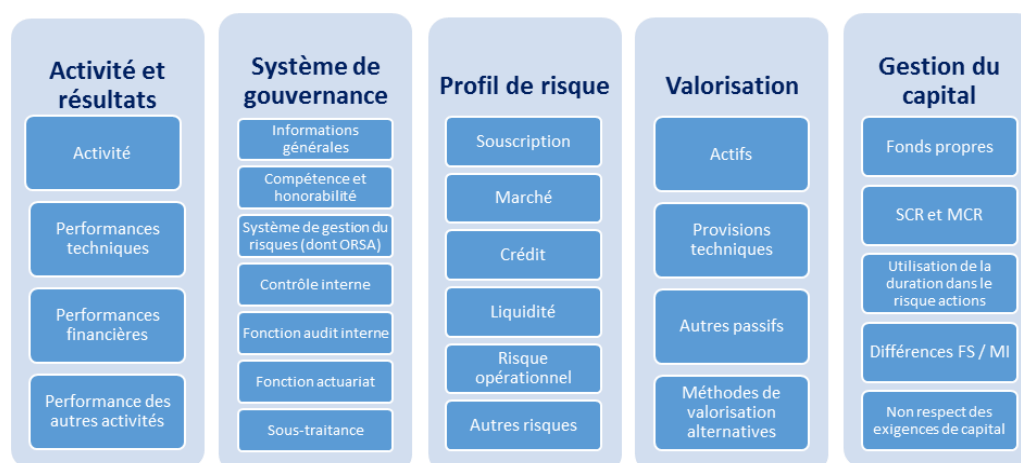 Activité et
résultats
Activité
Performances
techniques
Performances
financières
Performance des
autres activités
Système de
gouvernance
Informations
générales
Compétence et
honorabilité
Système de gestion du
risques (dont ORSA)
Contrôle interne
Fonction audit interne
Fonction actuariat
Sous-traitance
Profil de risque
Souscription
Marché
Crédit
Liquidité
Risque
opérationnel
Autres risques
Valorisation
Actifs
Provisions
techniques
Autres passifs
Méthodes de
valorisation
alternatives
Gestion du
capital
Fonds propres
SCR et MCR
Utilisation de la
duration dans le
risque actions
Différences FS / MI
Non respect des
exigences de capital